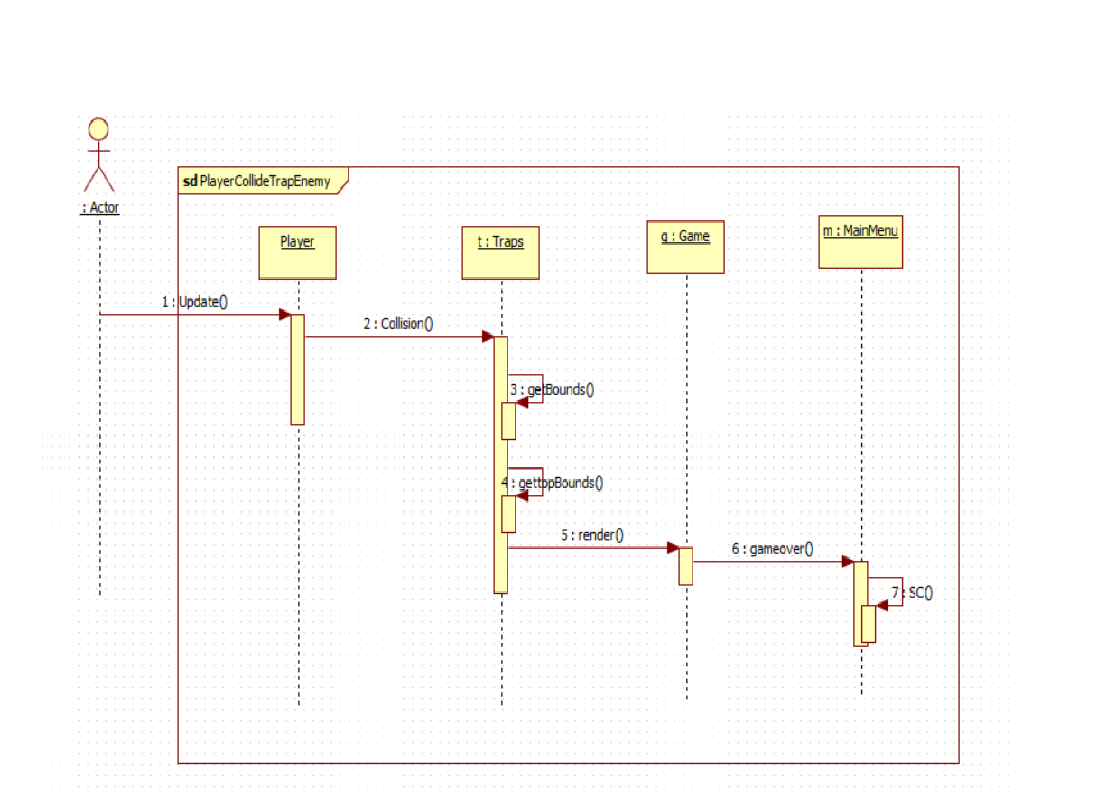 sd PlayerCollideTrapEnemy
: Actor
Player
t : Traps
g : Game
m : MainMenu
1 : Update()
2 : Collision()
3 : getBounds()
4 : gettopBounds()
5 : render()
6 : gameover()
7 : SC()